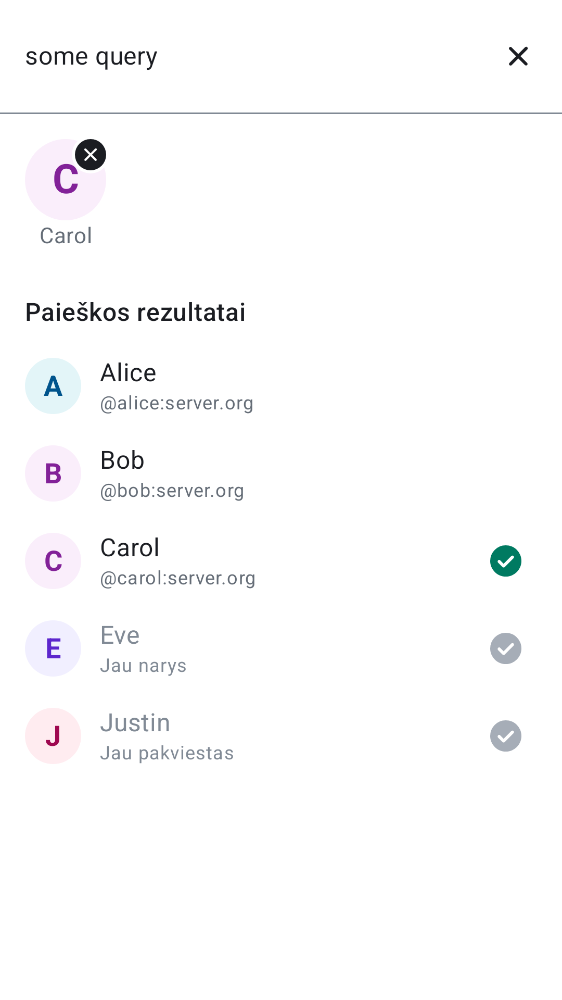 some query
C
Carol
Paieškos rezultatai
A
Alice
@alice:server.org
B
Bob
@bob:server.org
C
Carol
@carol:server.org
E
Eve
Jau narys
J
Justin
Jau pakviestas